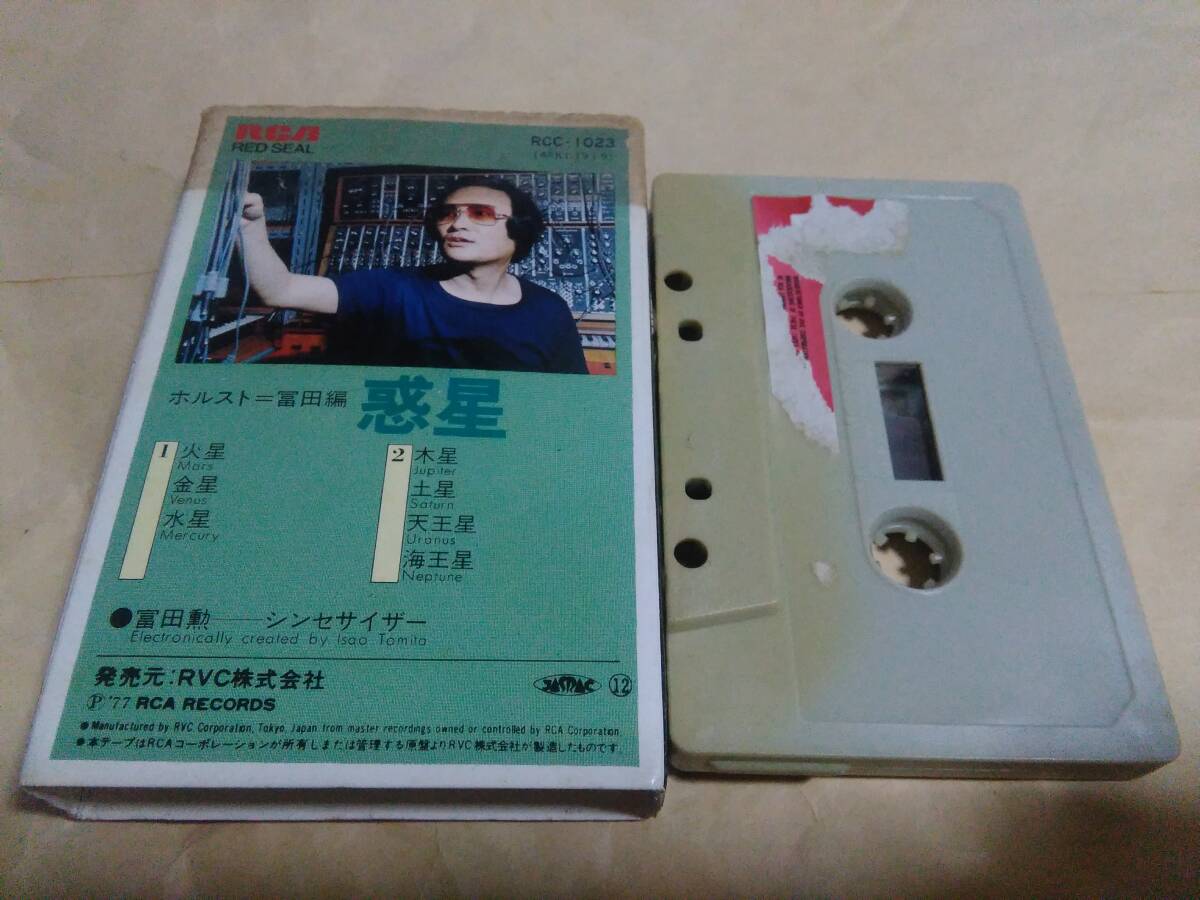 RCA
RED SEAL
RCC-1023
ホルスト=冨田編 惑星
1 火星
Mars
金星
Venus
水星
Mercury
2 木星
Jupiter
土星
Saturn
天王星
Uranus
海王星
Neptune
●冨田勲——シンセサイザー
Electronically created by Isao Tomita
発売元:RVC株式会社
JASRAC ⑫
Ⓟ'77 RCA RECORDS
●Manufactured by RVC Corporation, Tokyo, Japan from master recordings owned or controlled by RCA Corporation.
●本テープはRCAコーポレーションが所有しまたは管理する原盤よりRVC株式会社が製造したものです。